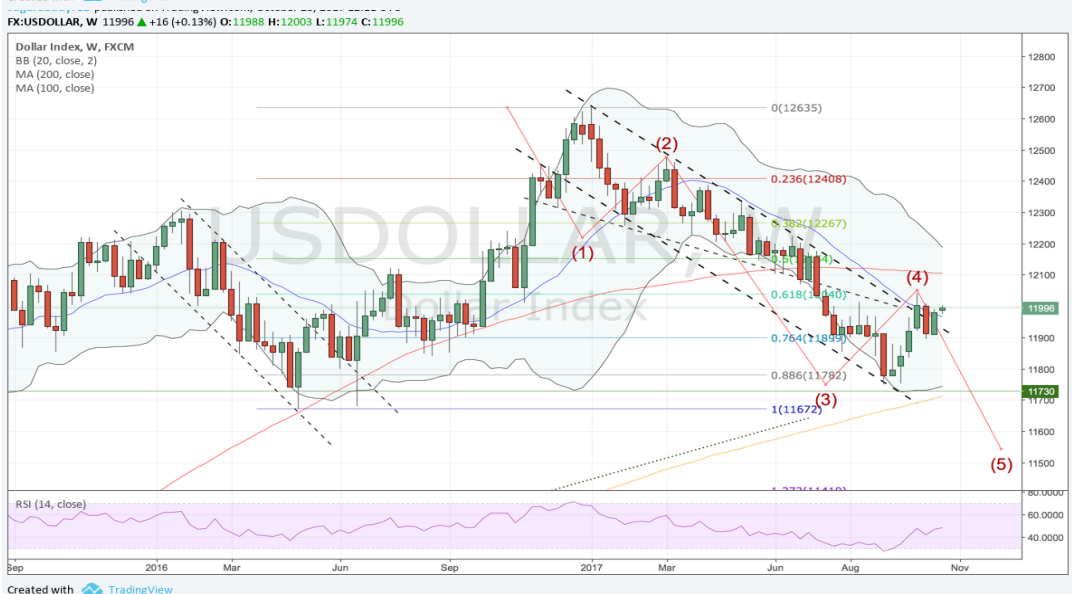 FX:USDOLLAR, W 11996 ▲ +16 (+0.13%) O:11988 H:12003 L:11974 C:11996
Dollar Index, W, FXCM
BB (20, close, 2)
MA (200, close)
MA (100, close)
USDOLLAR, W
Dollar Index
0(12635)
0.236(12408)
0.382(12267)
0.618(11
0.764(11899)
0.886(11782)
1(11672)
(1)
(2)
(3)
(4)
(5)
12800
12700
12600
12500
12400
12300
12200
12100
11996
11900
11800
11730
11700
11600
11500
RSI (14, close)
80.0000
60.0000
40.0000
Sep
2016
Mar
Jun
Sep
2017
Mar
Jun
Aug
Nov
Created with TradingView